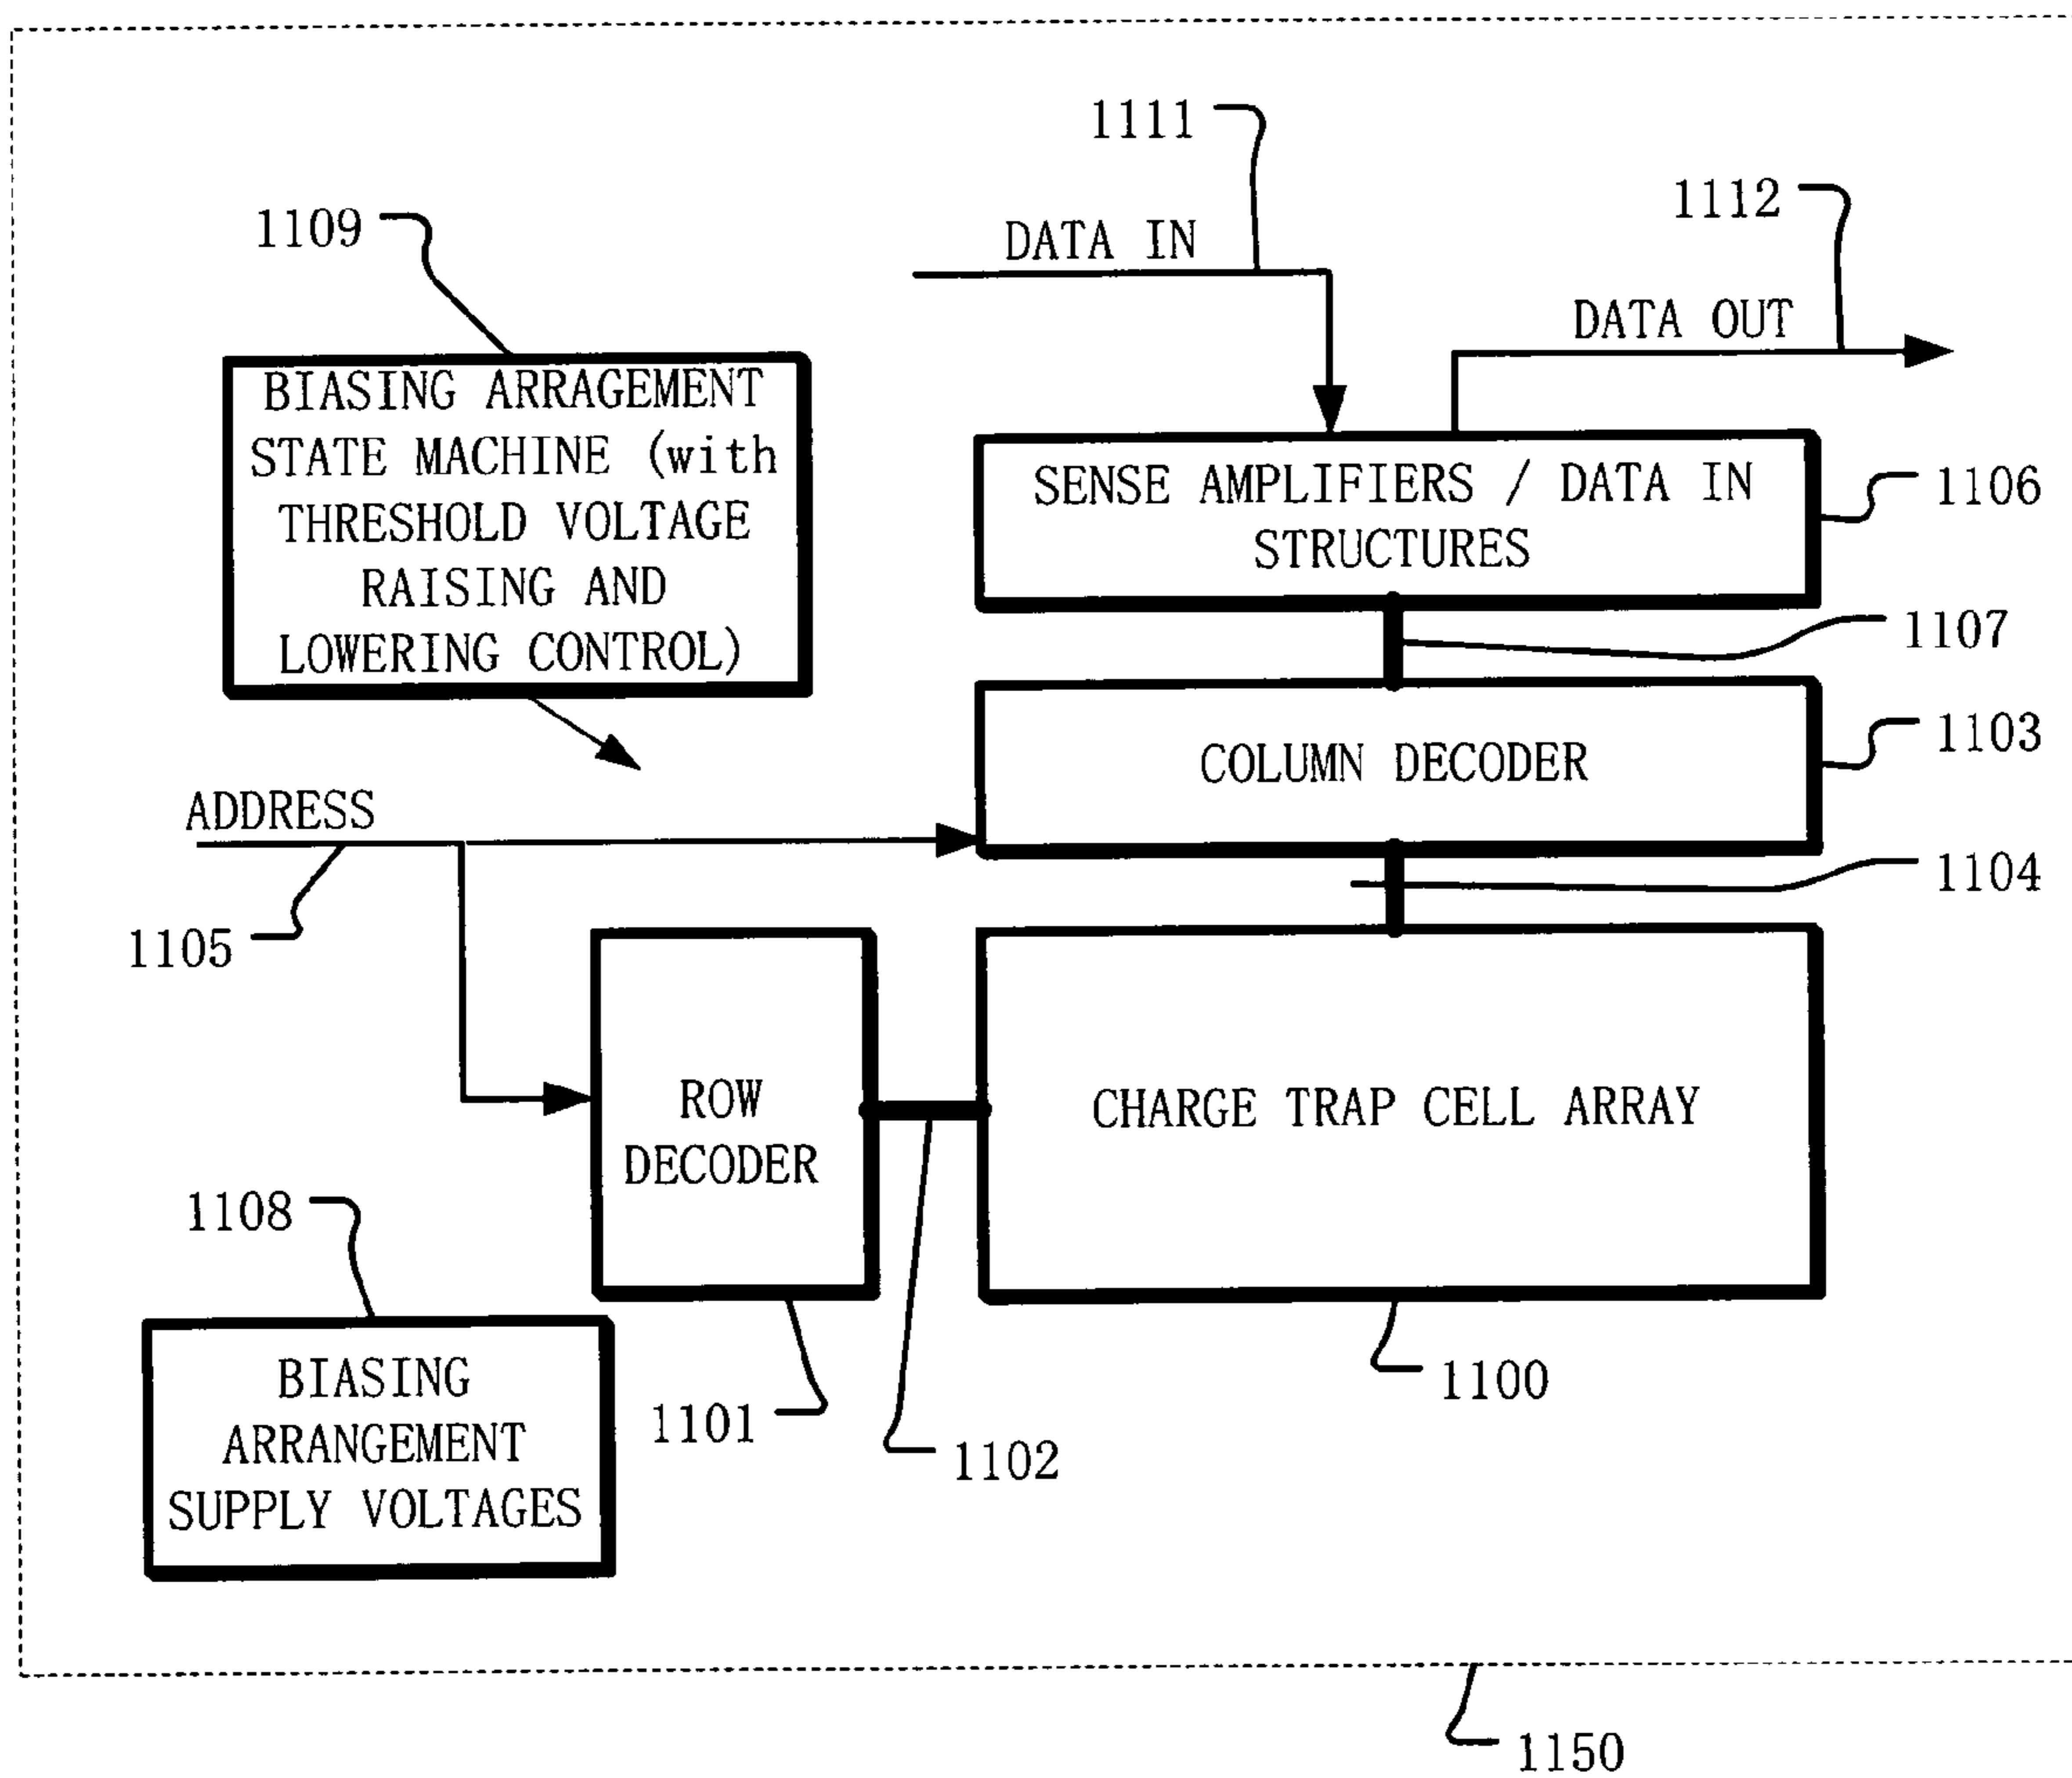 1111
1112
1109
DATA IN
DATA OUT
BIASING ARRAGEMENT
STATE MACHINE (with
THRESHOLD VOLTAGE
RAISING AND
LOWERING CONTROL)
SENSE AMPLIFIERS / DATA IN
STRUCTURES
1106
1107
COLUMN DECODER
1103
ADDRESS
1104
1105
ROW
DECODER
CHARGE TRAP CELL ARRAY
1108
BIASING
ARRANGEMENT
SUPPLY VOLTAGES
1101
1102
1100
1150